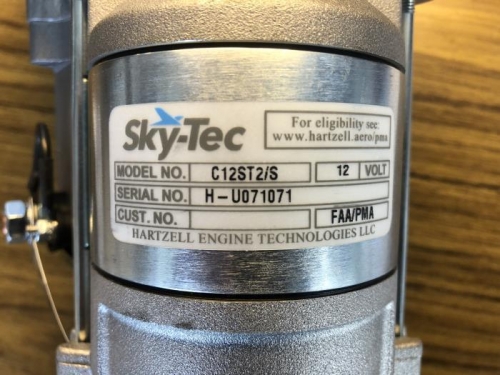 Sky-Tec
For eligibility see:
www.hartzell.aero/pma
MODEL NO. C12ST2/S 12 VOLT
SERIAL NO. H-U071071
CUST. NO. FAA/PMA
HARTZELL ENGINE TECHNOLOGIES LLC